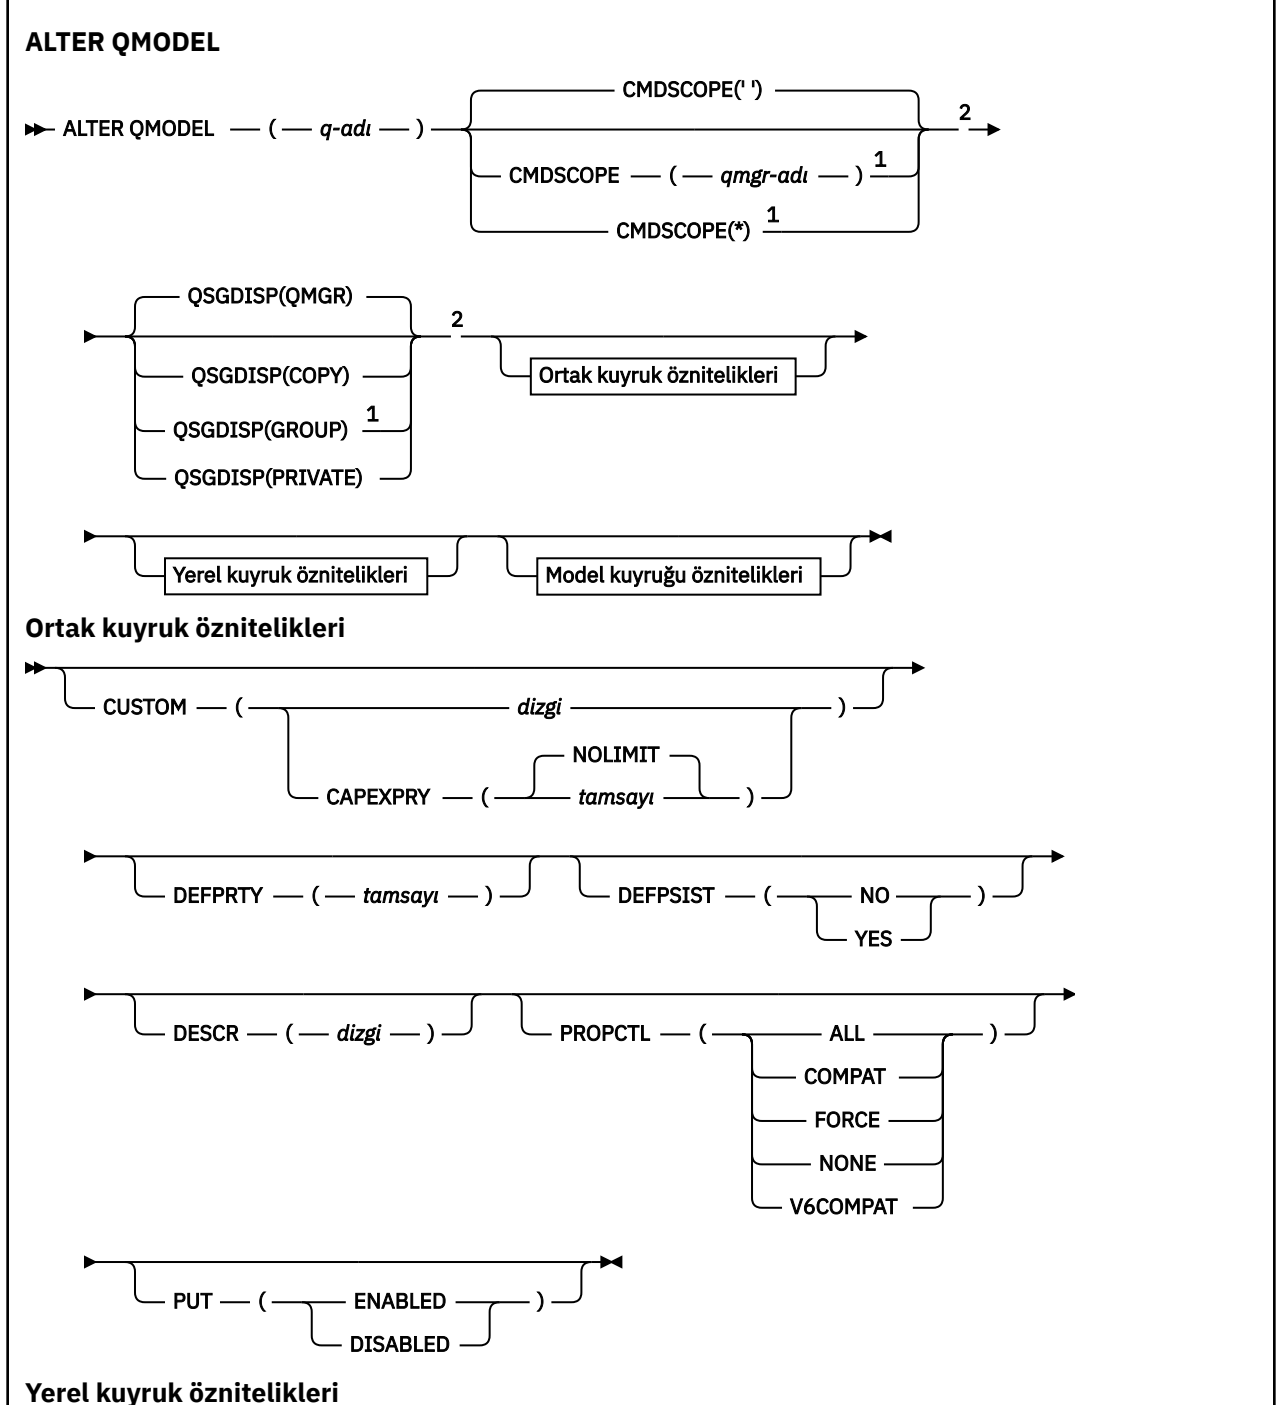 ALTER QMODEL
CMDSCOPE(' ')
ALTER QMODEL ( q-adı ) 2
CMDSCOPE ( qmgr-adı ) 1
CMDSCOPE(*) 1
QSGDISP(QMGR) 2
QSGDISP(COPY) Ortak kuyruk öznitelikleri
QSGDISP(GROUP) 1
QSGDISP(PRIVATE)
Yerel kuyruk öznitelikleri Model kuyruğu öznitelikleri
Ortak kuyruk öznitelikleri
CUSTOM ( dizgi )
NOLIMIT
CAPEXPRY ( tamsayı )
DEFPRTY ( tamsayı ) DEFPSIST ( NO )
YES
DESCR ( dizgi ) PROPCTL ( ALL )
COMPAT
FORCE
NONE
V6COMPAT
PUT ( ENABLED )
DISABLED
Yerel kuyruk öznitelikleri